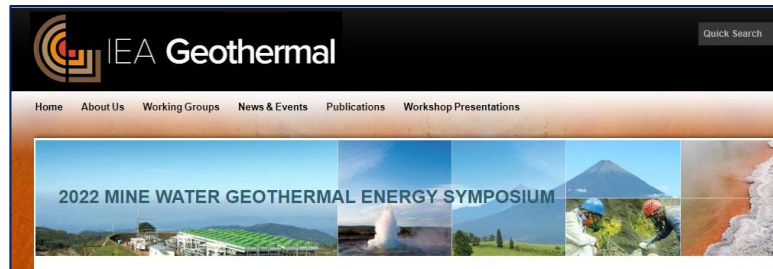 IEA Geothermal
Quick Search
Home About Us Working Groups News & Events Publications Workshop Presentations
2022 MINE WATER GEOTHERMAL ENERGY SYMPOSIUM